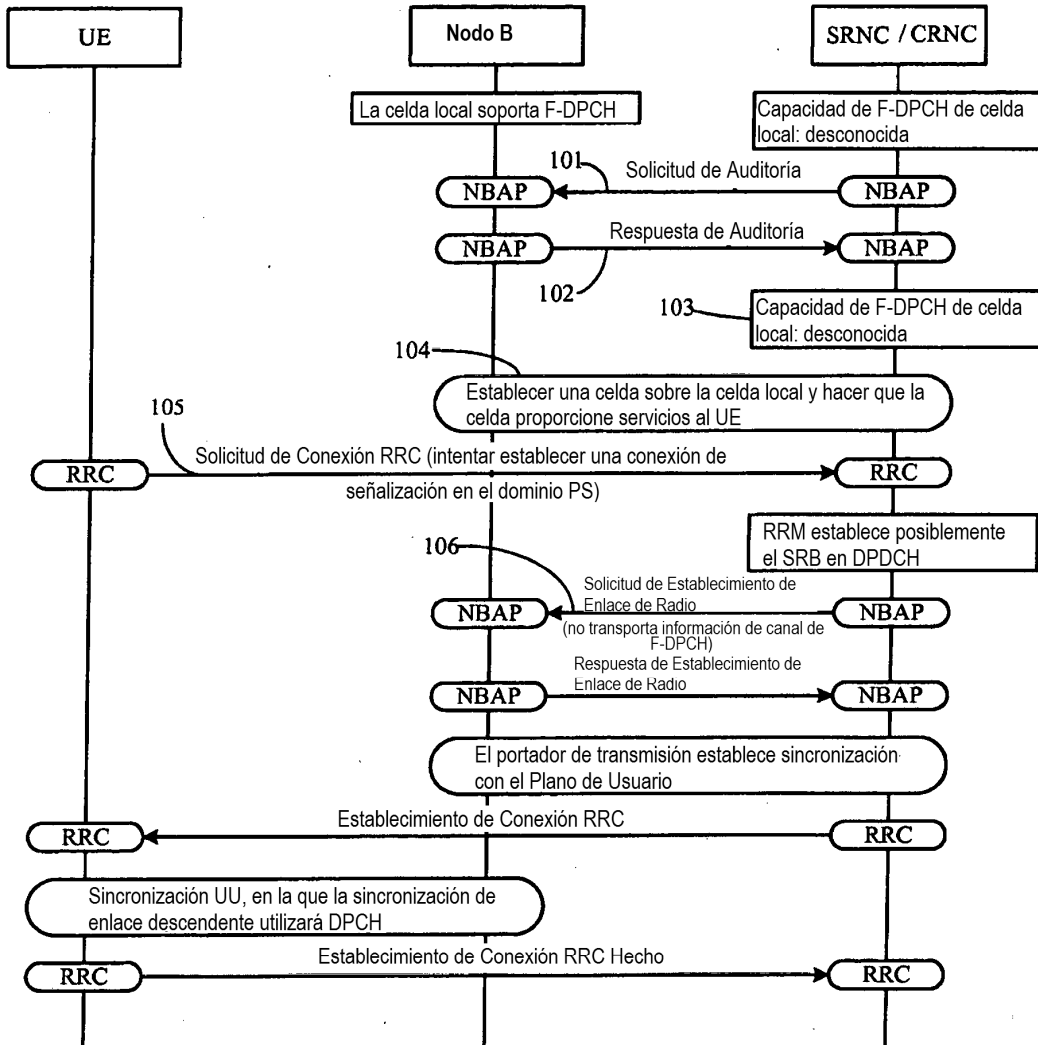 UE
Nodo B
SRNC / CRNC
La celda local soporta F-DPCH
Capacidad de F-DPCH de celda
local: desconocida
101
Solicitud de Auditoría
NBAP
NBAP
Respuesta de Auditoría
NBAP
NBAP
102
103
Capacidad de F-DPCH de celda
local: desconocida
104
Establecer una celda sobre la celda local y hacer que la
celda proporcione servicios al UE
105
Solicitud de Conexión RRC (intentar establecer una conexión de
señalización en el dominio PS)
RRC
RRC
RRM establece posiblemente
el SRB en DPDCH
106
Solicitud de Establecimiento de
Enlace de Radio
NBAP
NBAP
(no transporta información de canal de
F-DPCH)
Respuesta de Establecimiento de
Enlace de Radio
NBAP
NBAP
El portador de transmisión establece sincronización
con el Plano de Usuario
Establecimiento de Conexión RRC
RRC
RRC
Sincronización UU, en la que la sincronización de
enlace descendente utilizará DPCH
Establecimiento de Conexión RRC Hecho
RRC
RRC